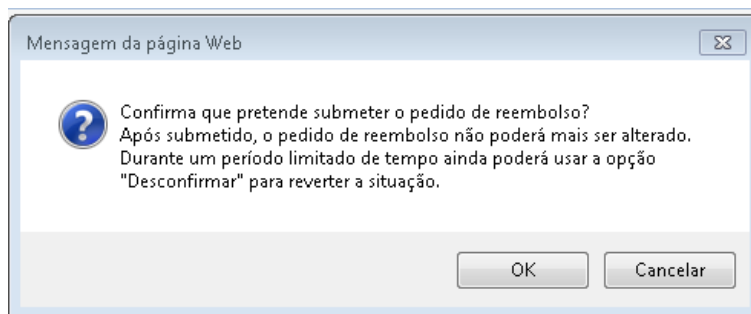 Mensagem da página Web
Confirma que pretende submeter o pedido de reembolso?
Após submetido, o pedido de reembolso não poderá mais ser alterado.
Durante um período limitado de tempo ainda poderá usar a opção
"Desconfirmar" para reverter a situação.
OK
Cancelar